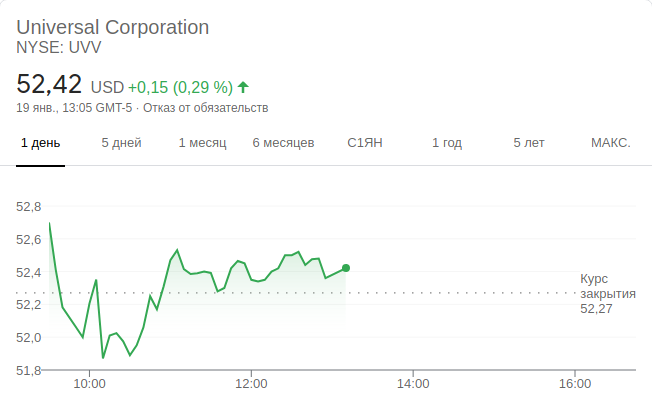 Universal Corporation
NYSE: UVV
52,42 USD +0,15 (0,29 %)
19 янв., 13:05 GMT-5 · Отказ от обязательств
1 день 5 дней 1 месяц 6 месяцев С1ЯН 1 год 5 лет МАКС.
52,8
52,6
52,4
52,2
52,0
51,8
Курс
закрытия
52,27
10:00 12:00 14:00 16:00